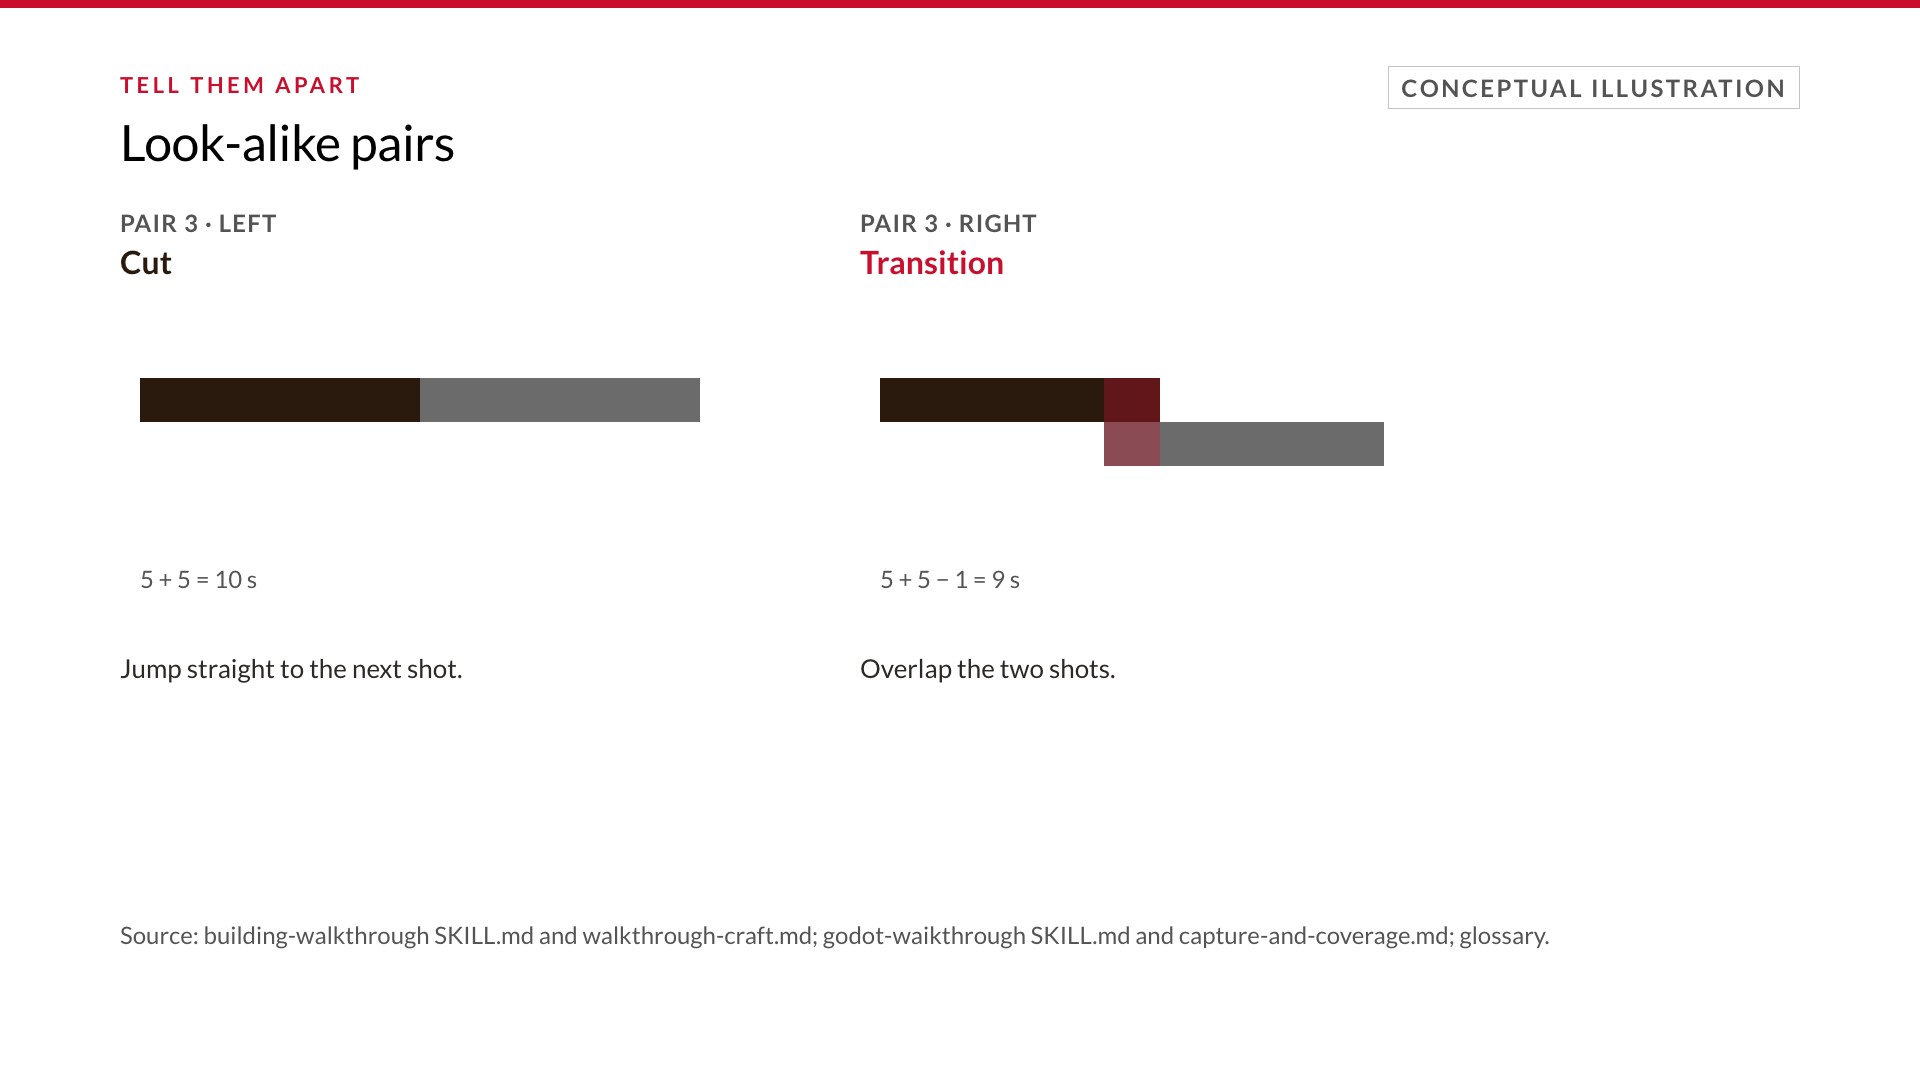 TELL THEM APART
CONCEPTUAL ILLUSTRATION
Look-alike pairs
PAIR 3 · LEFT
Cut
PAIR 3 · RIGHT
Transition
5 + 5 = 10 s
5 + 5 − 1 = 9 s
Jump straight to the next shot.
Overlap the two shots.
Source: building-walkthrough SKILL.md and walkthrough-craft.md; godot-waikthrough SKILL.md and capture-and-coverage.md; glossary.